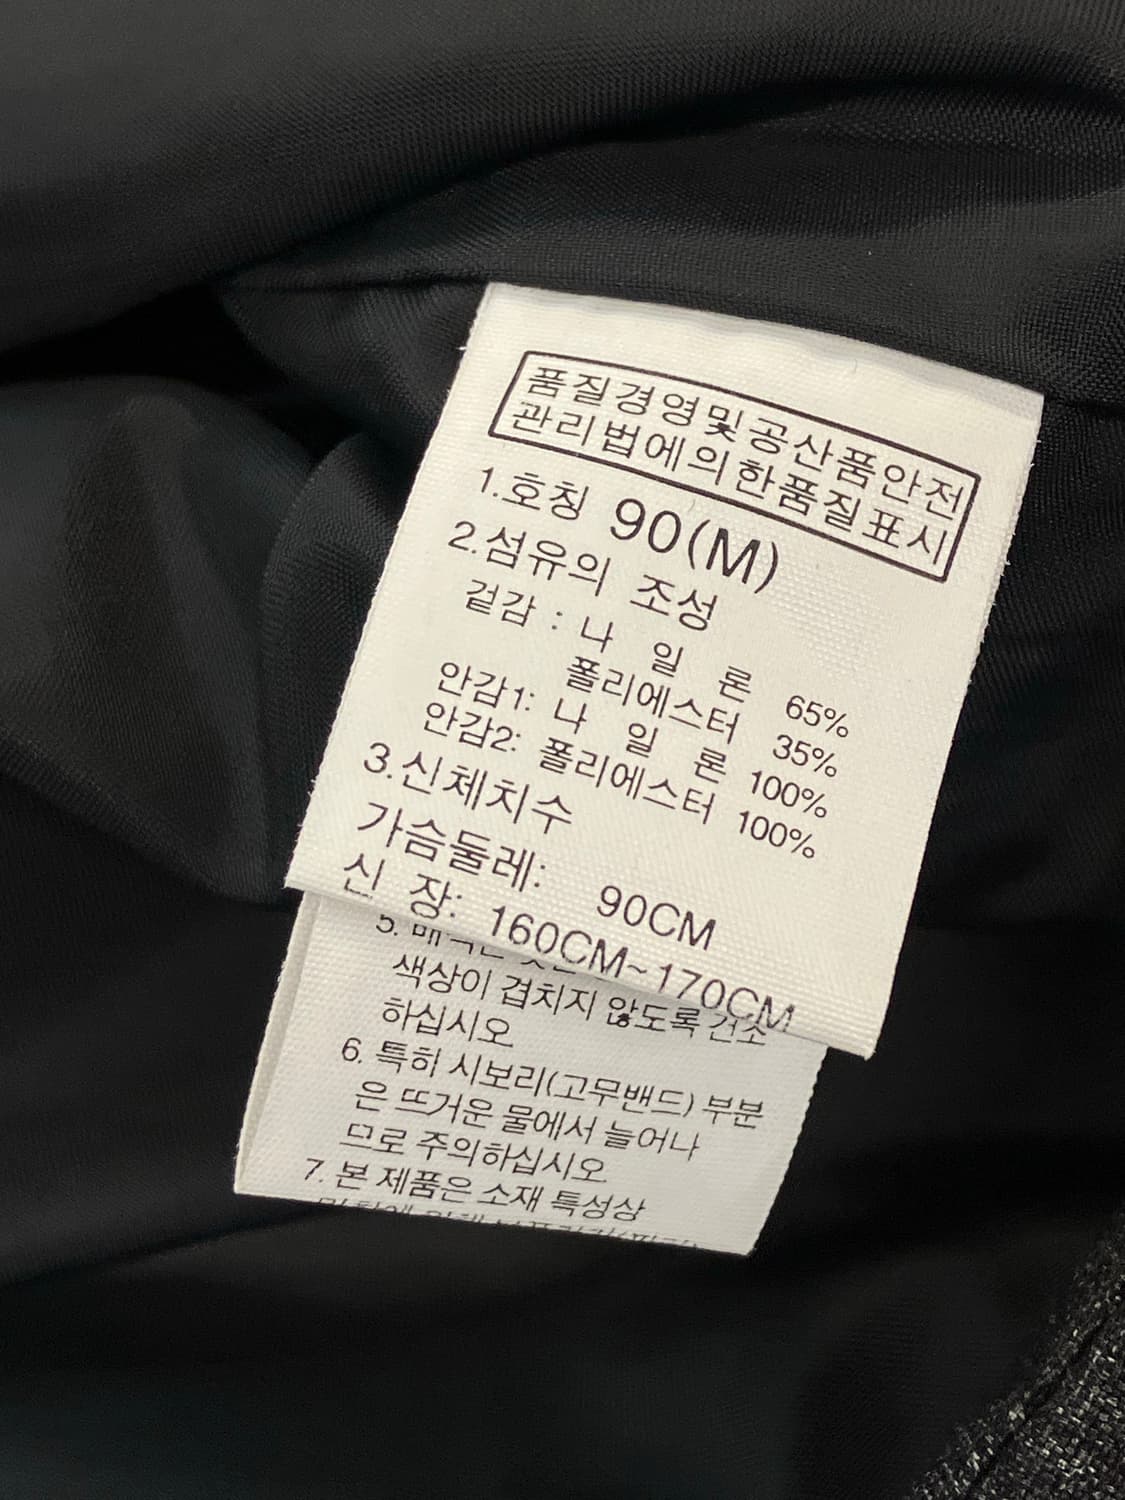 품질경영및공산품안전
관리법에의한품질표시
1.호칭 90(M)
2.섬유의 조성
겉감 : 나 일 론 65%
폴리에스터 35%
안감1: 나 일 론 100%
안감2: 폴리에스터 100%
3.신체치수
가슴둘레: 90CM
신 장: 160CM~170CM
5.
색상이 겹치지 않도록 건조
하십시오.
6. 특히 시보리(고무밴드) 부분
은 뜨거운 물에서 늘어나
므로 주의하십시오.
7. 본 제품은 소재 특성상